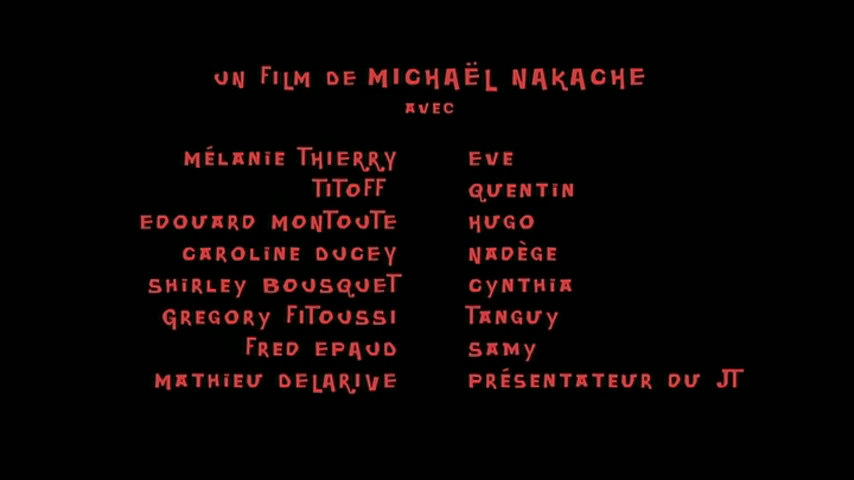 UN FILM DE MICHAËL NAKACHE
AVEC
MÉLANIE THIERRY EVE
TITOFF QUENTIN
EDOUARD MONTOUTE HUGO
CAROLINE DUCEY NADÈGE
SHIRLEY BOUSQUET CYNTHIA
GREGORY FITOUSSI TANGUY
FRED EPAUD SAMY
MATHIEU DELARIVE PRÉSENTATEUR DU JT